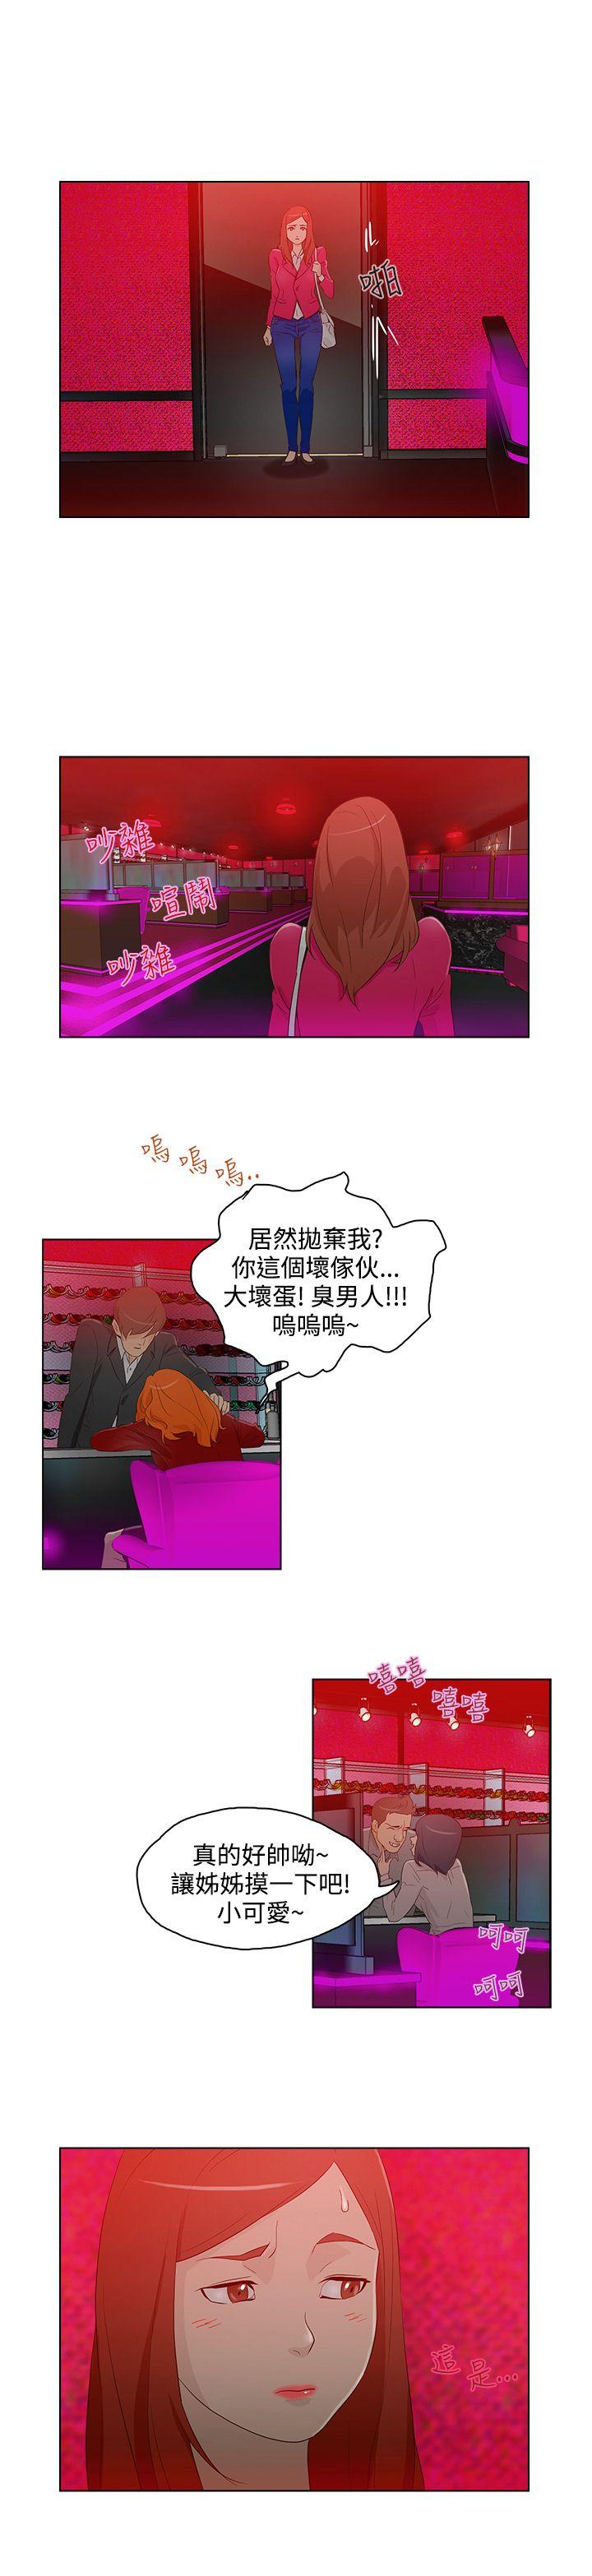 啪
吵雜
喧鬧
吵雜
嗚嗚嗚..
居然拋棄我?
你這個壞傢伙...
大壞蛋! 臭男人!!!
嗚嗚嗚~
嘻嘻
嘻嘻
真的好帥呦~
讓姊姊摸一下吧!
小可愛~
呵呵
呵呵
這是...